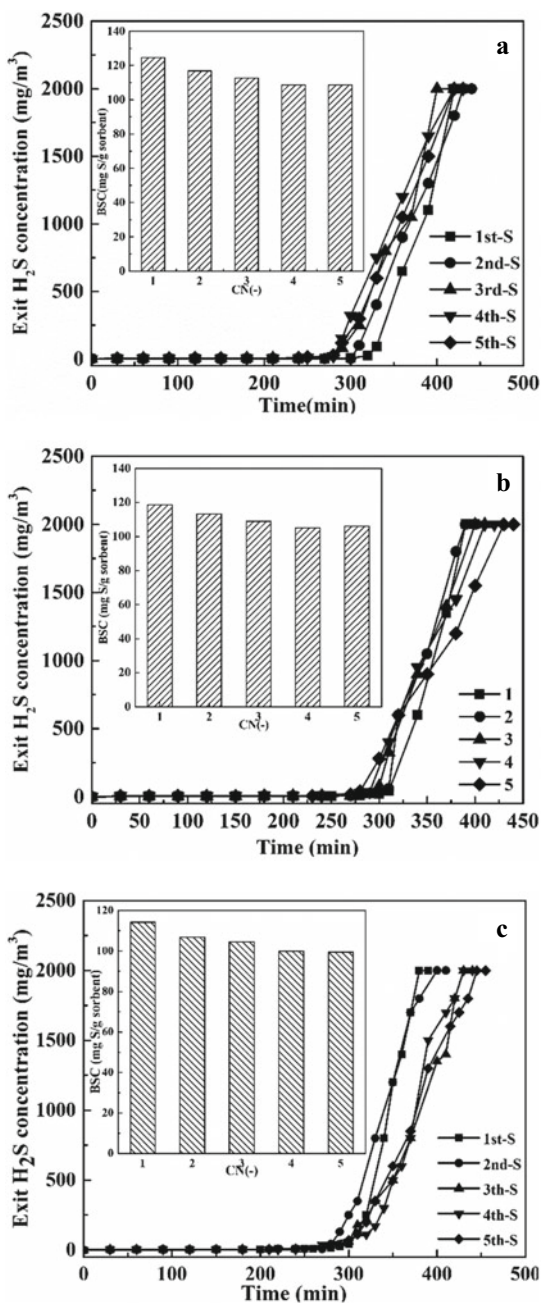 a
2500
2000
1500
1000
500
0
Exit H2S concentration (mg/m3)
140
120
100
80
60
40
20
0
BSC(mg S/g sorbent)
1 2 3 4 5
CN(-)
1st-S
2nd-S
3rd-S
4th-S
5th-S
0 100 200 300 400 500
Time(min)
b
2500
2000
1500
1000
500
0
Exit H2S concentration (mg/m3)
140
120
100
80
60
40
20
0
BSC (mg S/g sorbent)
1 2 3 4 5
CN(-)
1
2
3
4
5
0 50 100 150 200 250 300 350 400 450
Time (min)
c
2500
2000
1500
1000
500
0
Exit H2S concentration (mg/m3)
120
100
80
60
40
20
0
BSC (mg S/g sorbent)
1 2 3 4 5
CN(-)
1st-S
2nd-S
3th-S
4th-S
5th-S
0 100 200 300 400 500
Time (min)